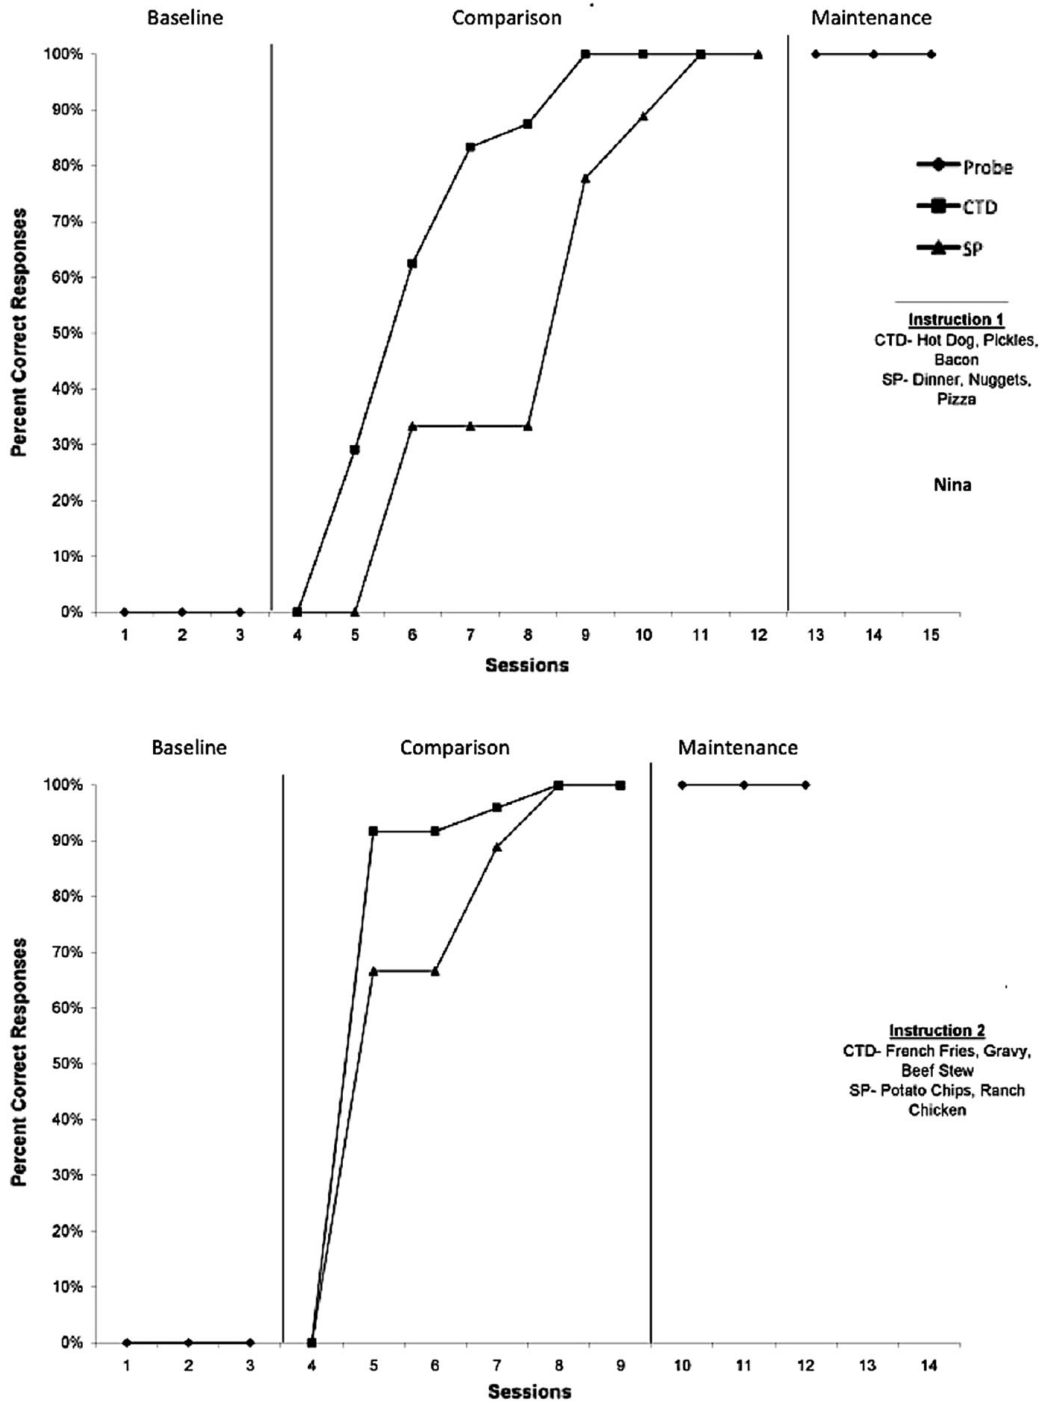 Baseline Comparison Maintenance
100%
90%
80%
70%
60%
50%
40%
30%
20%
10%
0%
Percent Correct Responses
1 2 3 4 5 6 7 8 9 10 11 12 13 14 15
Sessions
Probe
CTD
SP
Instruction 1
CTD- Hot Dog, Pickles,
Bacon
SP- Dinner, Nuggets,
Pizza
Nina
Baseline Comparison Maintenance
100%
90%
80%
70%
60%
50%
40%
30%
20%
10%
0%
Percent Correct Responses
1 2 3 4 5 6 7 8 9 10 11 12 13 14
Sessions
Instruction 2
CTD- French Fries, Gravy,
Beef Stew
SP- Potato Chips, Ranch
Chicken